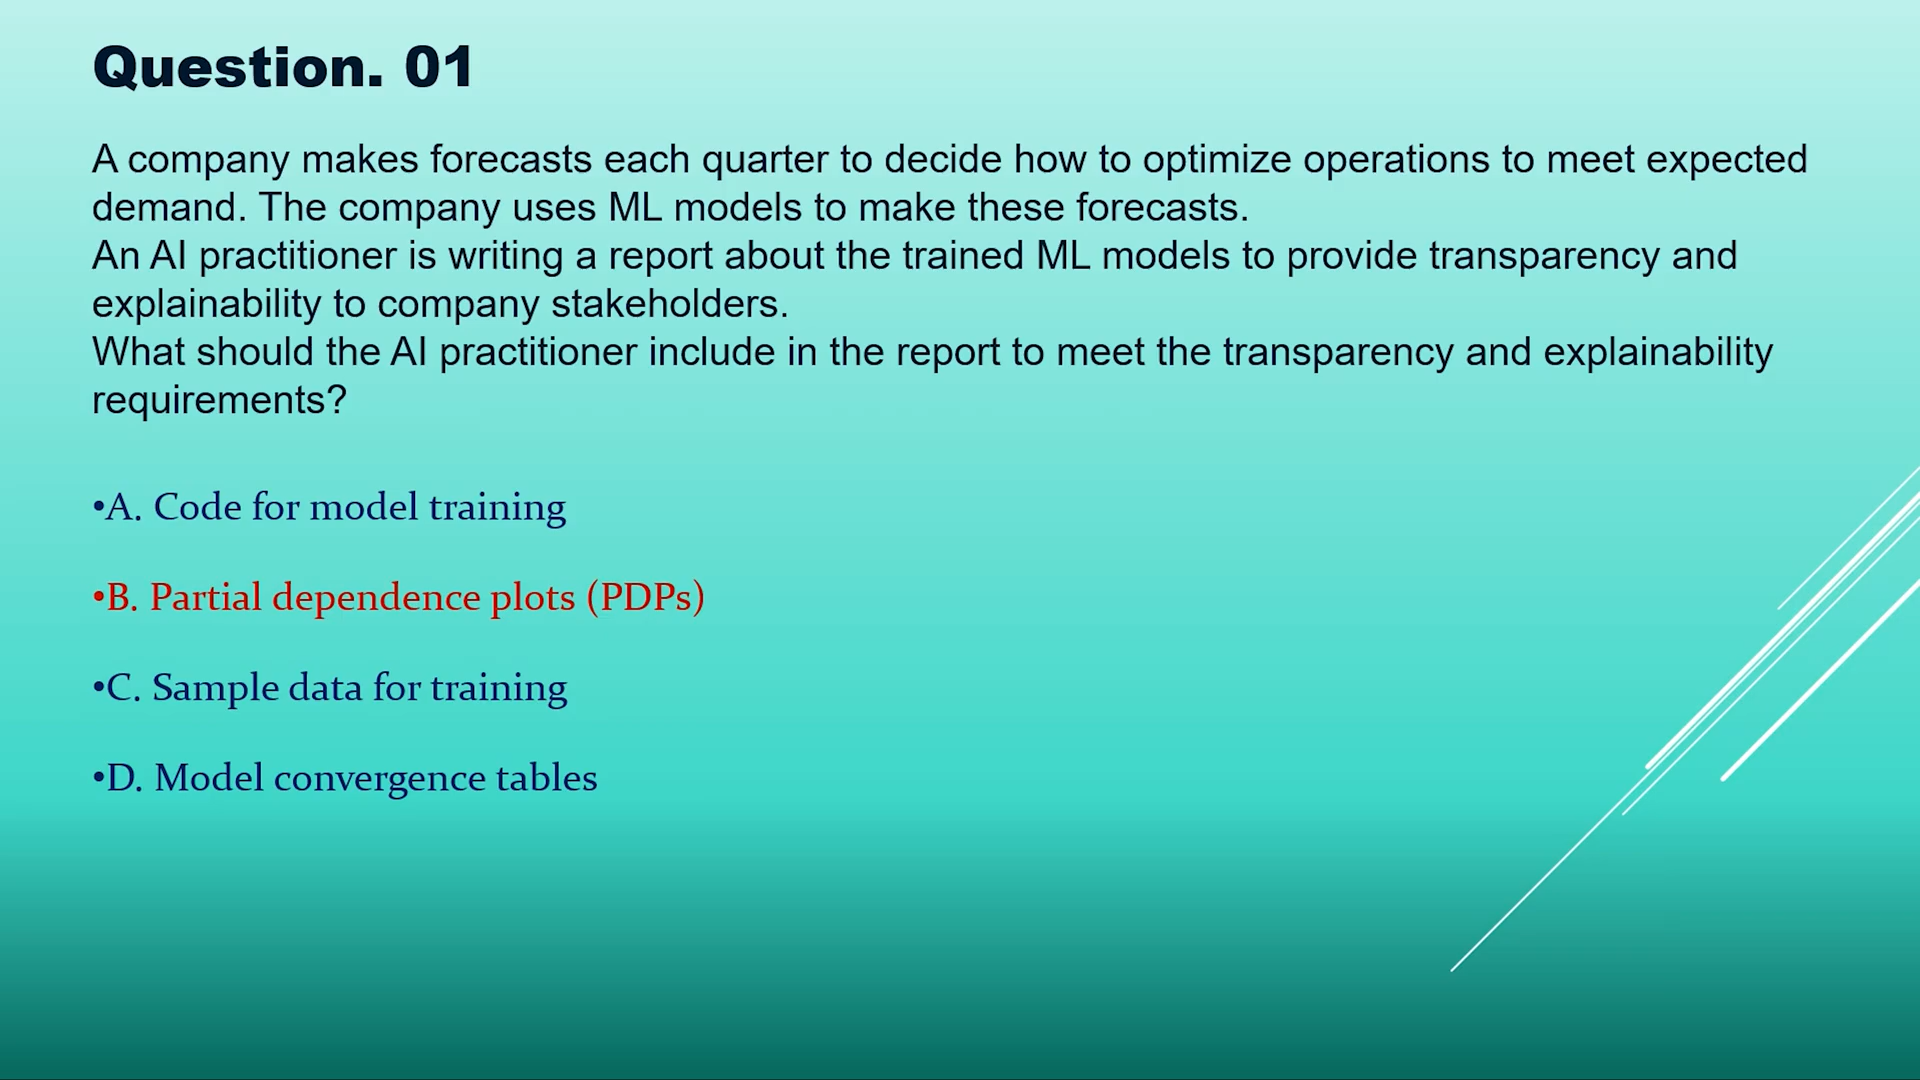 Question. 01
A company makes forecasts each quarter to decide how to optimize operations to meet expected
demand. The company uses ML models to make these forecasts.
An AI practitioner is writing a report about the trained ML models to provide transparency and
explainability to company stakeholders.
What should the AI practitioner include in the report to meet the transparency and explainability
requirements?
•A. Code for model training
•B. Partial dependence plots (PDPs)
•C. Sample data for training
•D. Model convergence tables